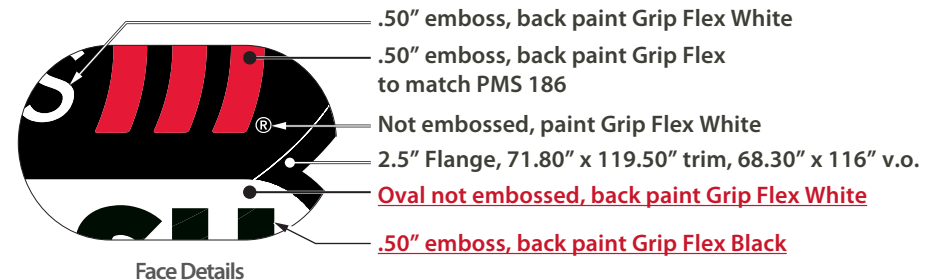 .50” emboss, back paint Grip Flex White
.50” emboss, back paint Grip Flex
to match PMS 186
S
®
Not embossed, paint Grip Flex White
2.5” Flange, 71.80” x 119.50” trim, 68.30” x 116” v.o.
Oval not embossed, back paint Grip Flex White
.50” emboss, back paint Grip Flex Black
Face Details